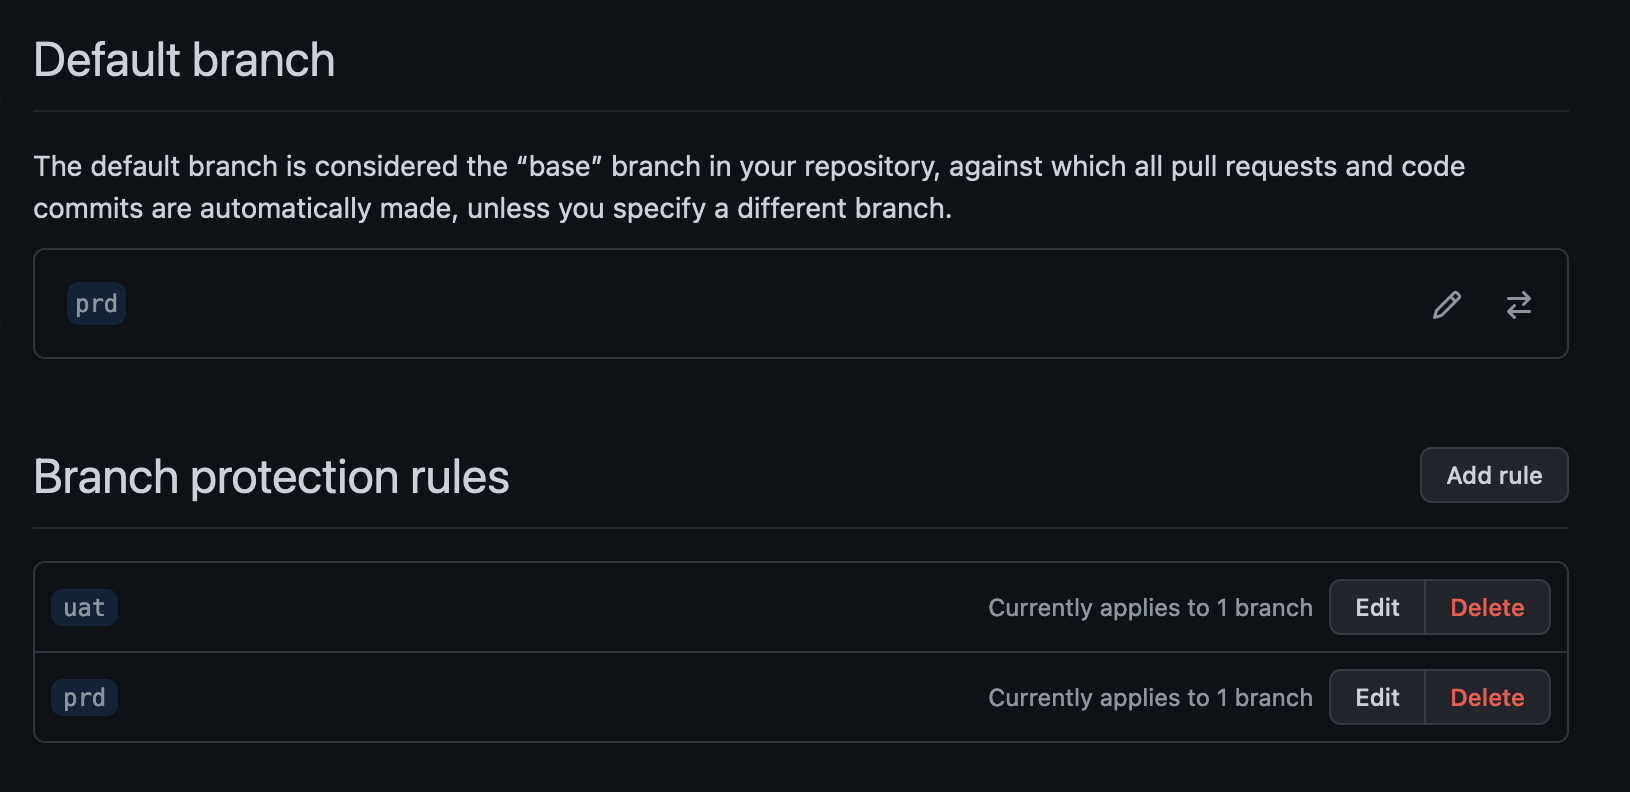 Default branch
The default branch is considered the “base” branch in your repository, against which all pull requests and code
commits are automatically made, unless you specify a different branch.
prd
Branch protection rules
Add rule
uat
Currently applies to 1 branch
Edit
Delete
prd
Currently applies to 1 branch
Edit
Delete